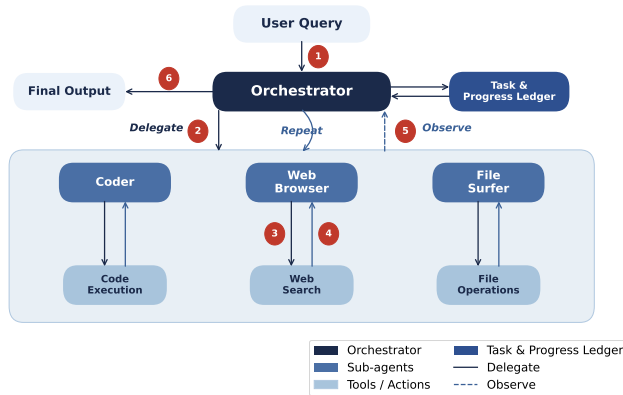 User Query
1
6
Final Output
Orchestrator
Task &
Progress Ledger
Delegate
2
Repeat
5
Observe
Coder
Web
Browser
File
Surfer
3
4
Code
Execution
Web
Search
File
Operations
Orchestrator
Sub-agents
Tools / Actions
Task & Progress Ledger
Delegate
Observe